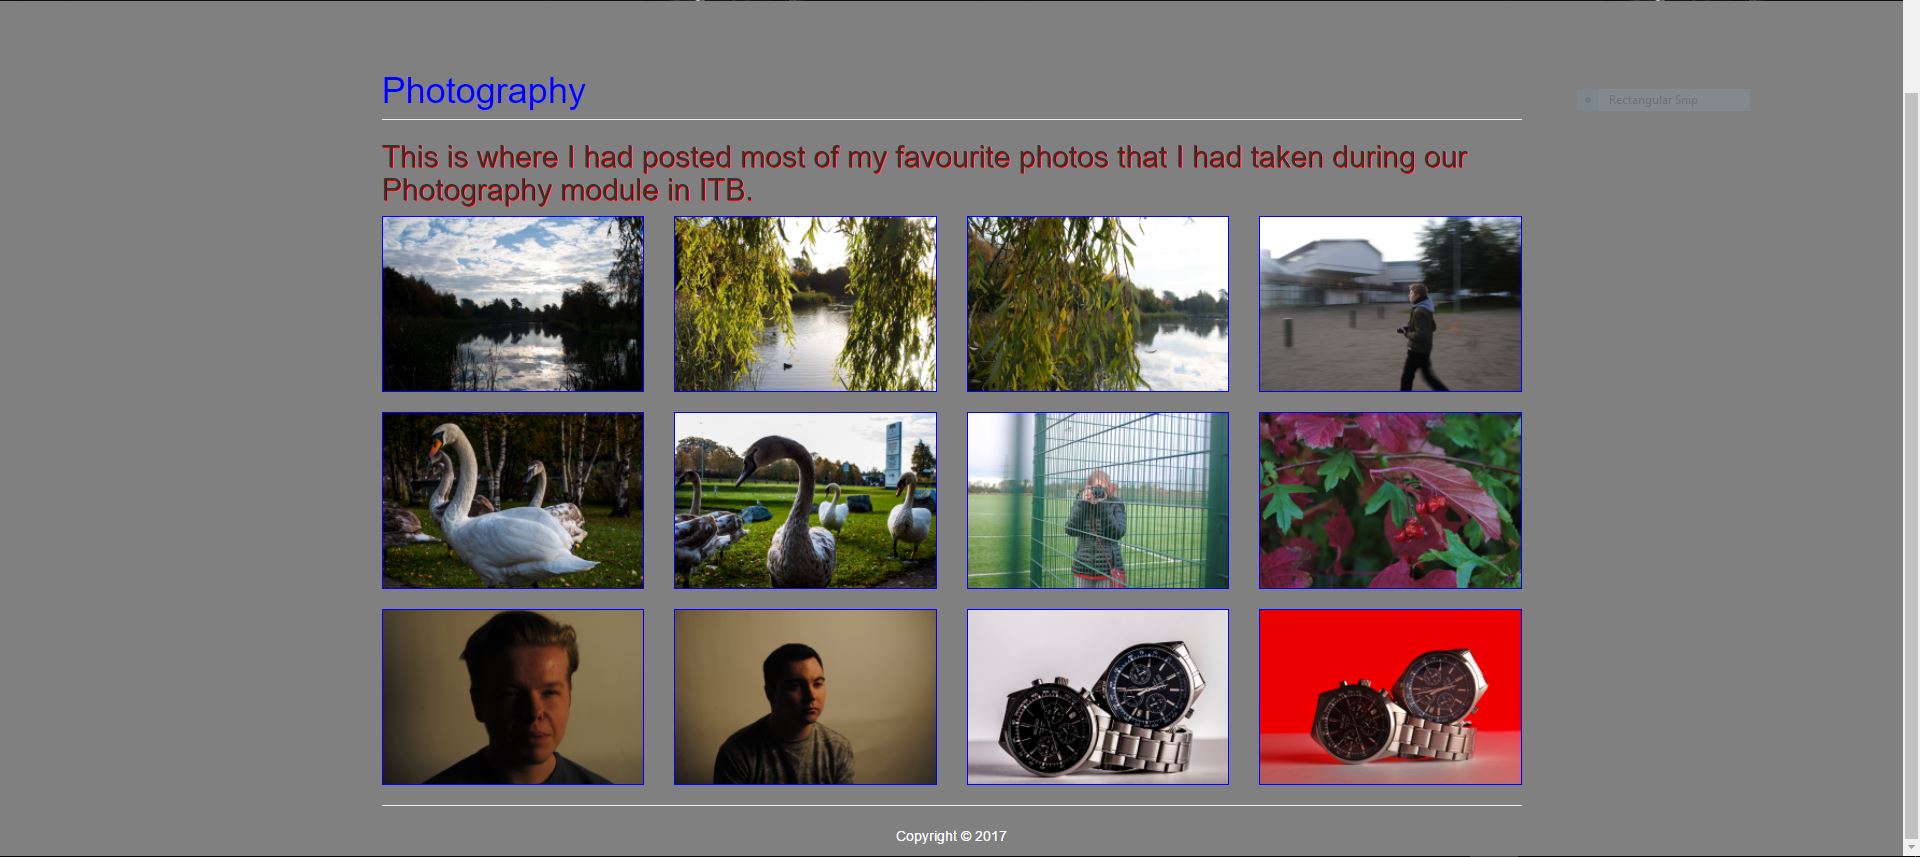 Photography
Rectangular Snip
This is where I had posted most of my favourite photos that I had taken during our
Photography module in ITB.
Copyright © 2017